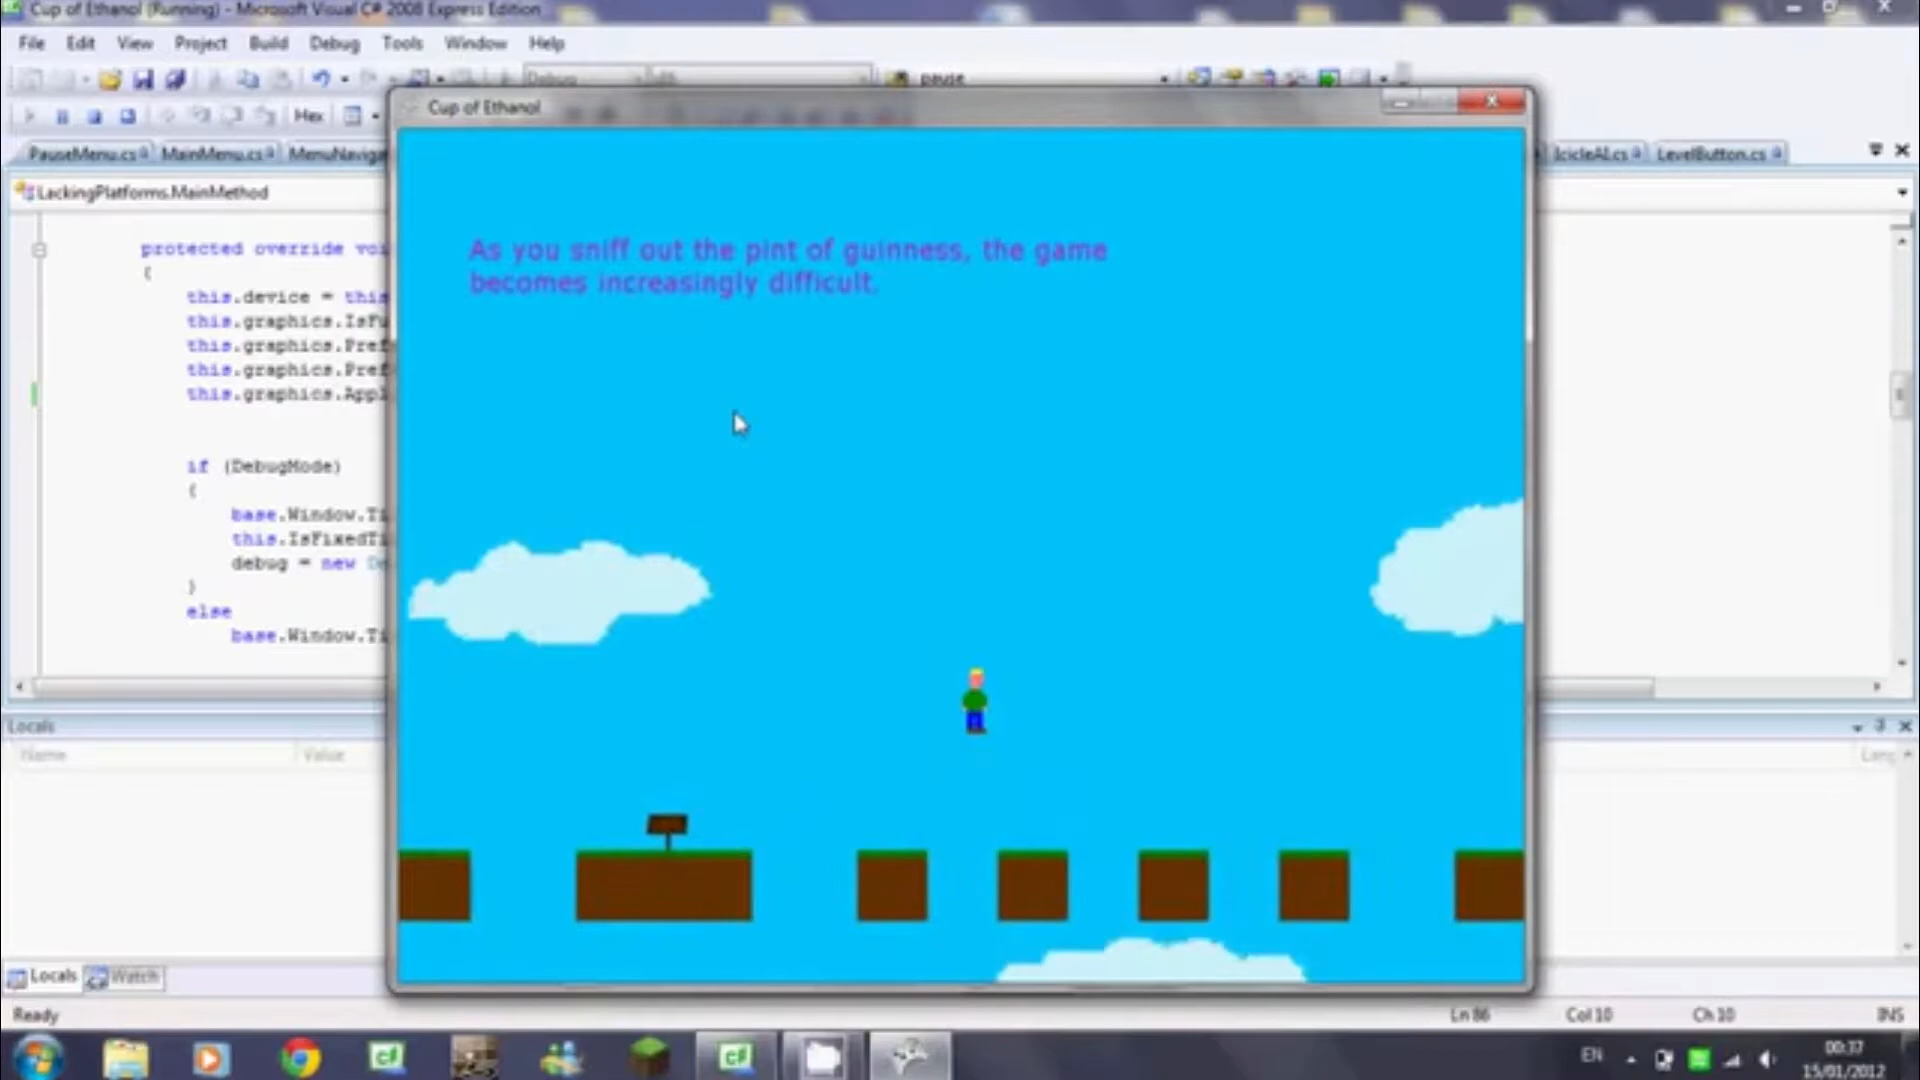 Cup of Ethanol (Running) - Microsoft Visual C# 2008 Express Edition
File Edit View Project Build Debug Tools Window Help
Debug pause
Hex
Cup of Ethanol
PauseMenu.cs MainMenu.cs IcicleAI.cs LevelButton.cs
LackingPlatforms.MainMethod
protected override
{
this.device =
this.graphics.
this.graphics.
this.graphics.
this.graphics.
if (DebugMode)
{
base.Window.
this.
debug = new
}
else
base.Window.
As you sniff out the pint of guinness, the game
becomes increasingly difficult.
Locals
Name Value
Locals Watch
Ready Ln 86 Col 10 Ch 10 INS
EN 00:37
15/01/2012